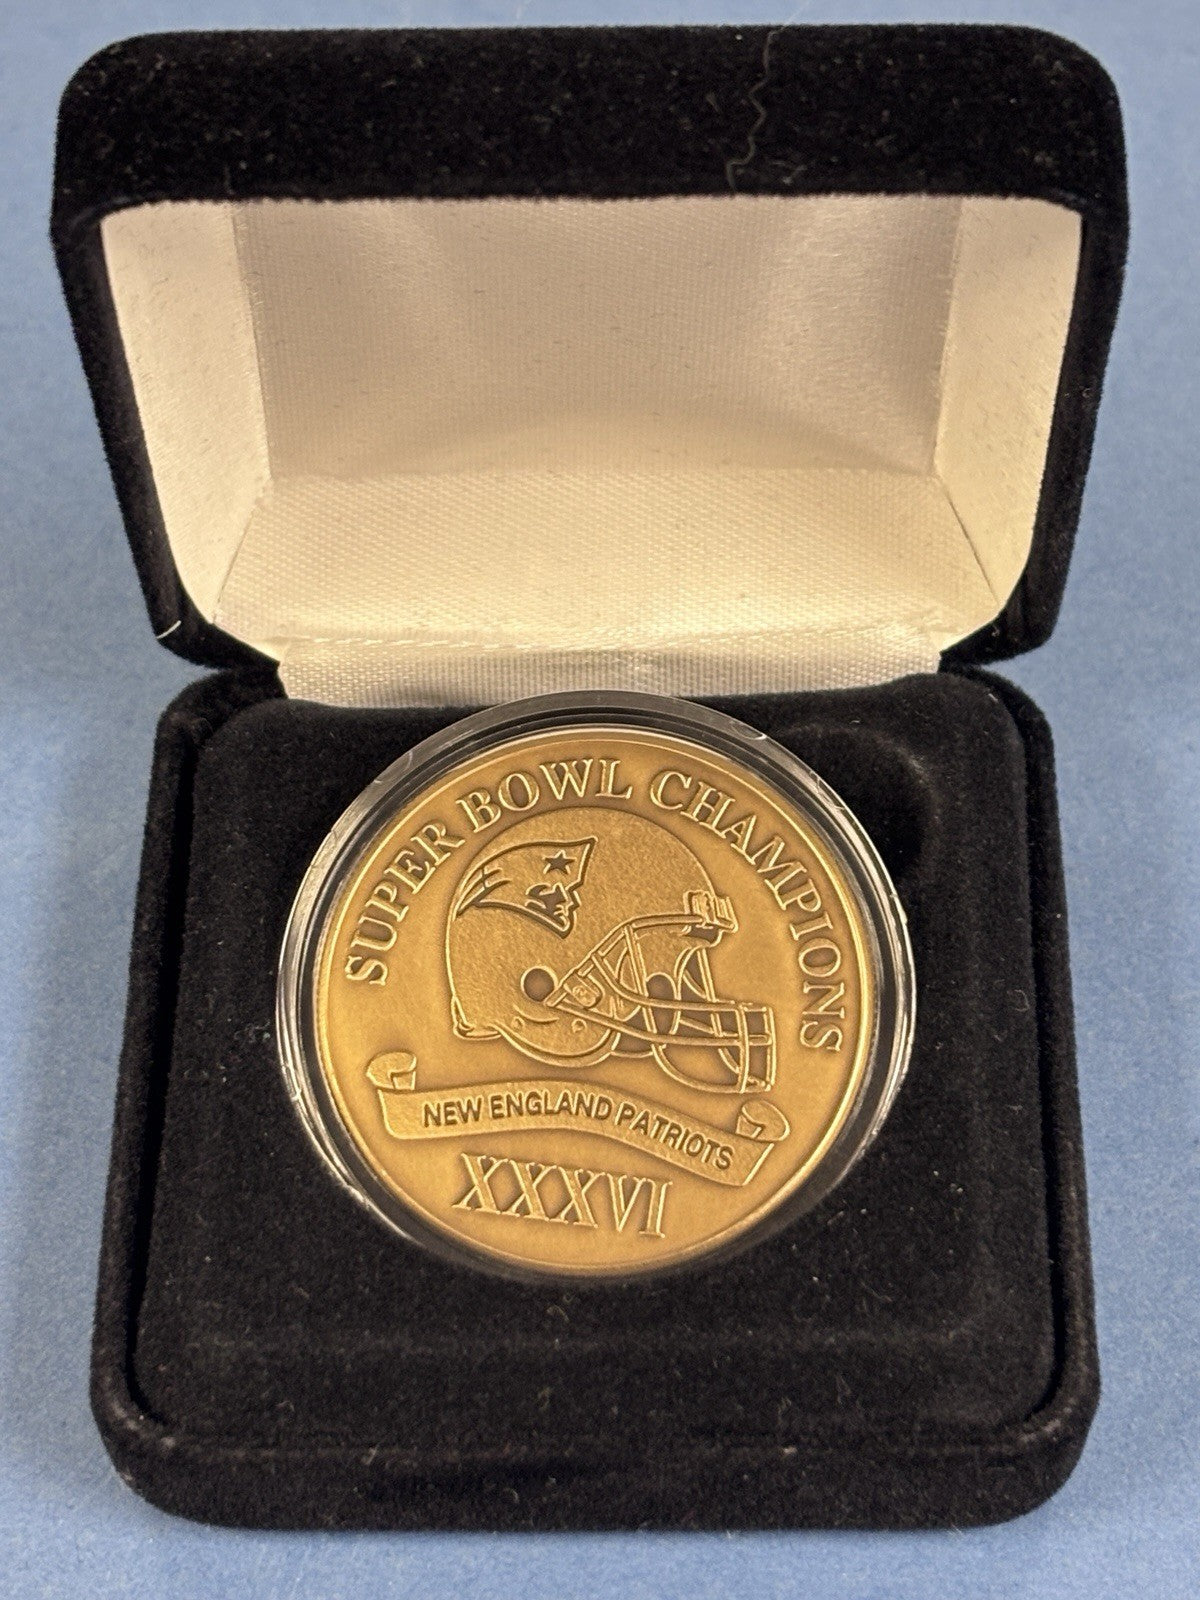 SUPER BOWL CHAMPIONS
NEW ENGLAND PATRIOTS
XXXVI